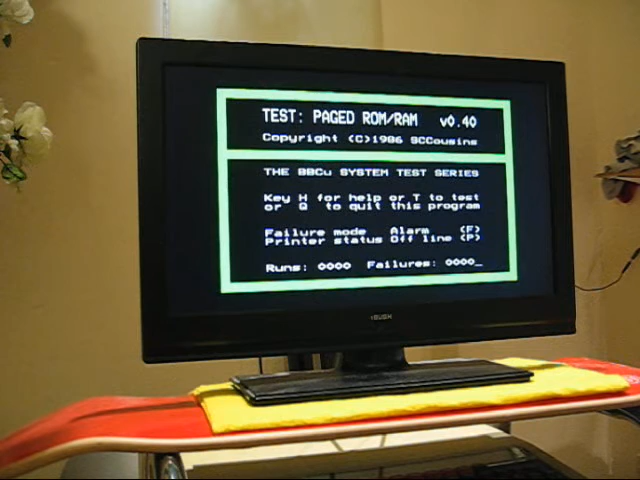 TEST: PAGED ROM/RAM v0.40
Copyright (C)1986 SCCousins
THE BBCu SYSTEM TEST SERIES
Key H for help or T to test
or Q to quit this program
Failure mode Alarm (F)
Printer status Off line (P)
Runs: 0000 Failures: 0000_
BUSH